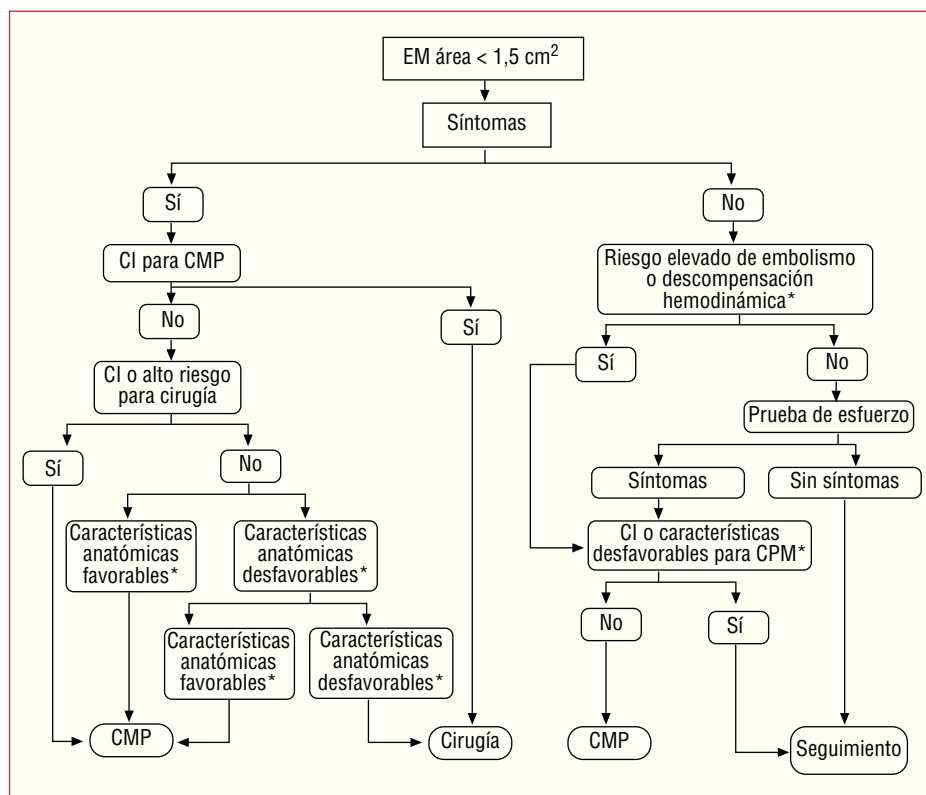 EM área < 1,5 cm²
Síntomas
Sí
No
CI para CMP
Riesgo elevado de embolismo
o descompensación
hemodinámica*
No
Sí
Sí
No
CI o alto riesgo
para cirugía
Prueba de esfuerzo
Sí
No
Síntomas
Sin síntomas
Características
anatómicas
favorables*
Características
anatómicas
desfavorables*
CI o características
desfavorables para CPM*
Características
anatómicas
favorables*
Características
anatómicas
desfavorables*
No
Sí
CMP
Cirugía
CMP
Seguimiento